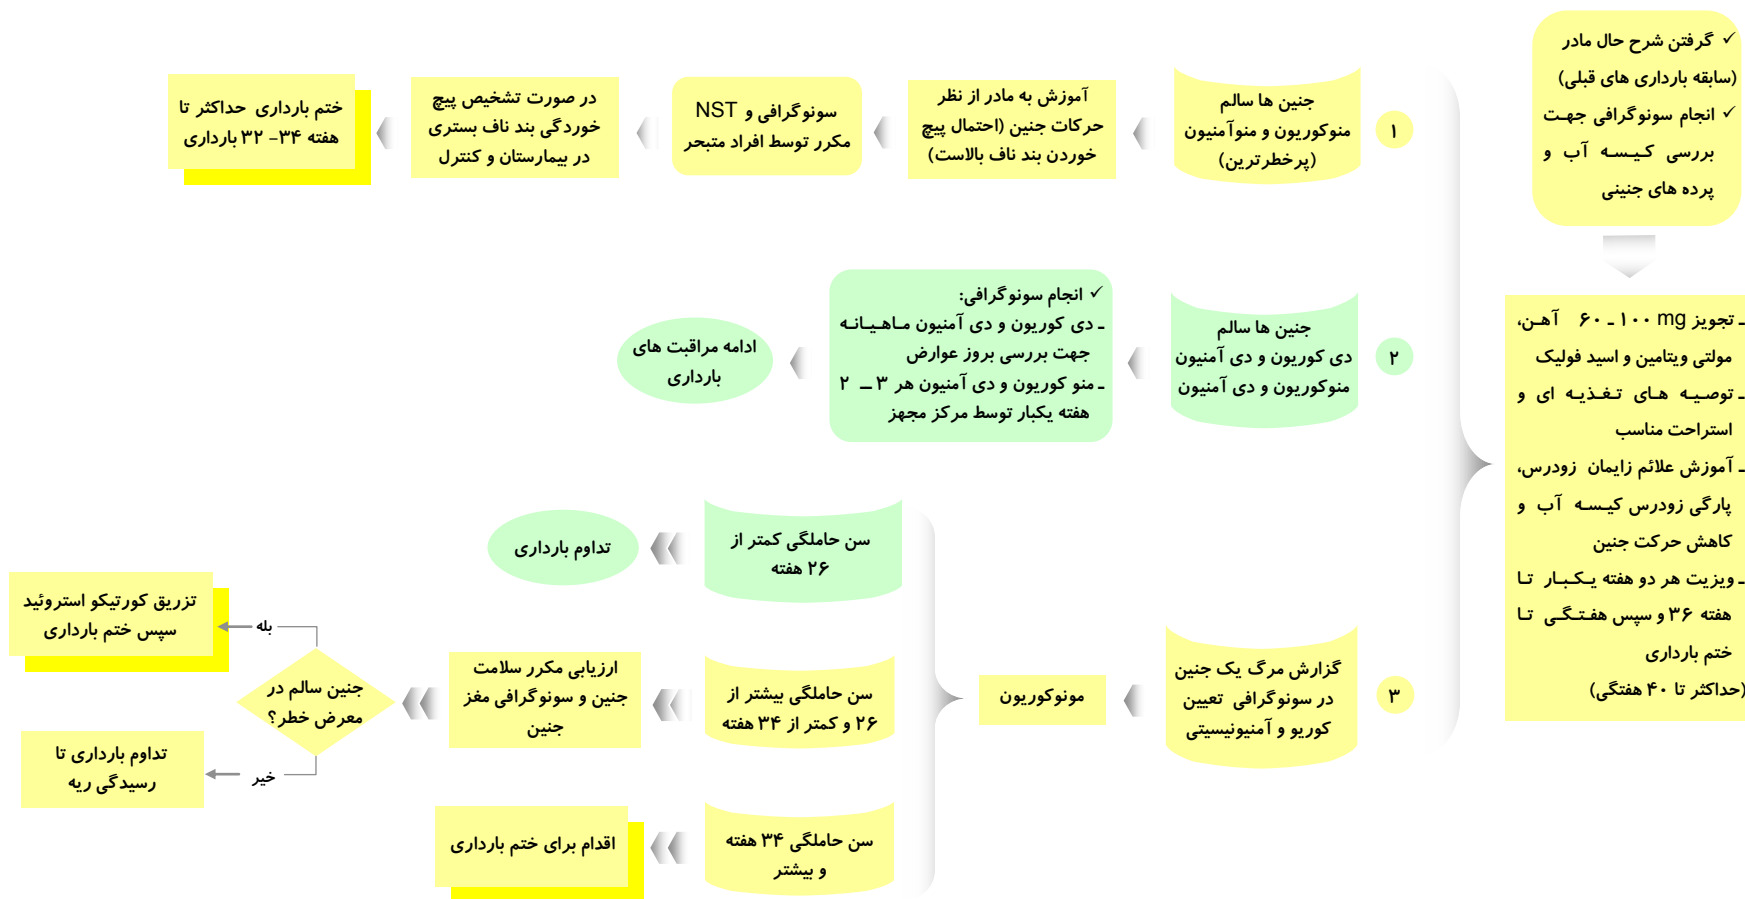 ✓ گرفتن شرح حال مادر
(سابقه بارداری های قبلی)
✓ انجام سونوگرافی جهت
بررسی کیسه آب و
پرده های جنینی
ـ تجویز mg ۱۰۰ ـ ۶۰ آهن،
مولتی ویتامین و اسید فولیک
ـ توصیه های تغذیه ای و
استراحت مناسب
ـ آموزش علائم زایمان زودرس،
پارگی زودرس کیسه آب و
کاهش حرکت جنین
ـ ویزیت هر دو هفته یکبار تا
هفته ۳۶ و سپس هفتگی تا
ختم بارداری
(حداکثر تا ۴۰ هفتگی)
۱
جنین ها سالم
منوکوریون و منوآمنیون
(پرخطرترین)
آموزش به مادر از نظر
حرکات جنین (احتمال پیچ
خوردن بند ناف بالاست)
سونوگرافی و NST
مکرر توسط افراد متبحر
در صورت تشخیص پیچ
خوردگی بند ناف بستری
در بیمارستان و کنترل
ختم بارداری حداکثر تا
هفته ۳۴- ۳۲ بارداری
۲
جنین ها سالم
دی کوریون و دی آمنیون
منوکوریون و دی آمنیون
✓ انجام سونوگرافی:
ـ دی کوریون و دی آمنیون ماهیانه
جهت بررسی بروز عوارض
ـ منو کوریون و دی آمنیون هر ۳ ــ ۲
هفته یکبار توسط مرکز مجهز
ادامه مراقبت های
بارداری
۳
گزارش مرگ یک جنین
در سونوگرافی تعیین
کوریو و آمنیونیسیتی
مونوکوریون
سن حاملگی کمتر از
۲۶ هفته
تداوم بارداری
سن حاملگی بیشتر از
۲۶ و کمتر از ۳۴ هفته
ارزیابی مکرر سلامت
جنین و سونوگرافی مغز
جنین
جنین سالم در
معرض خطر؟
بله
تزریق کورتیکو استروئید
سپس ختم بارداری
خیر
تداوم بارداری تا
رسیدگی ریه
سن حاملگی ۳۴ هفته
و بیشتر
اقدام برای ختم بارداری